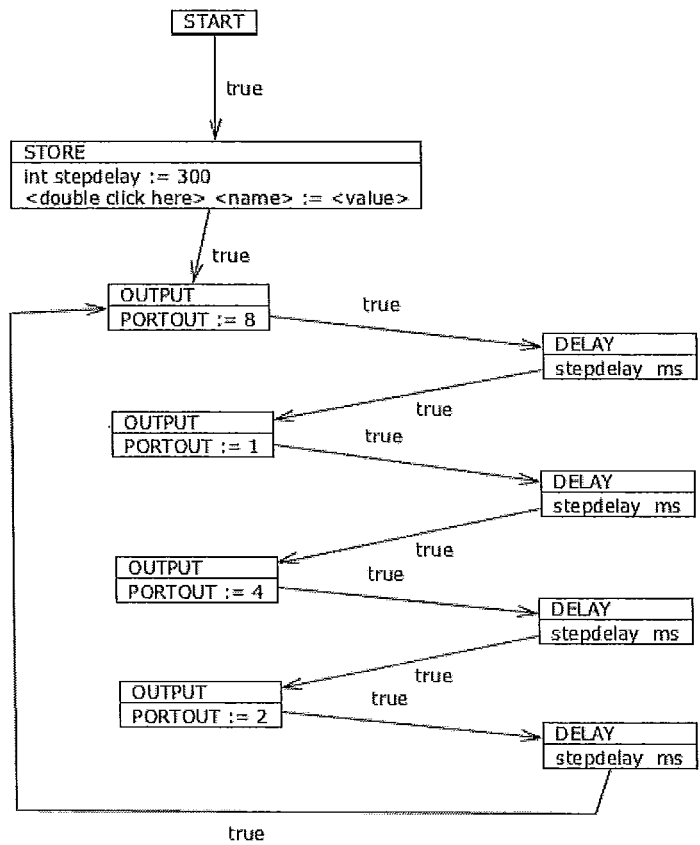 START
true
STORE
int stepdelay := 300
<double click here> <name> := <value>
true
OUTPUT
PORTOUT := 8
true
DELAY
stepdelay ms
true
OUTPUT
PORTOUT := 1
true
DELAY
stepdelay ms
true
OUTPUT
PORTOUT := 4
true
DELAY
stepdelay ms
true
OUTPUT
PORTOUT := 2
true
DELAY
stepdelay ms
true